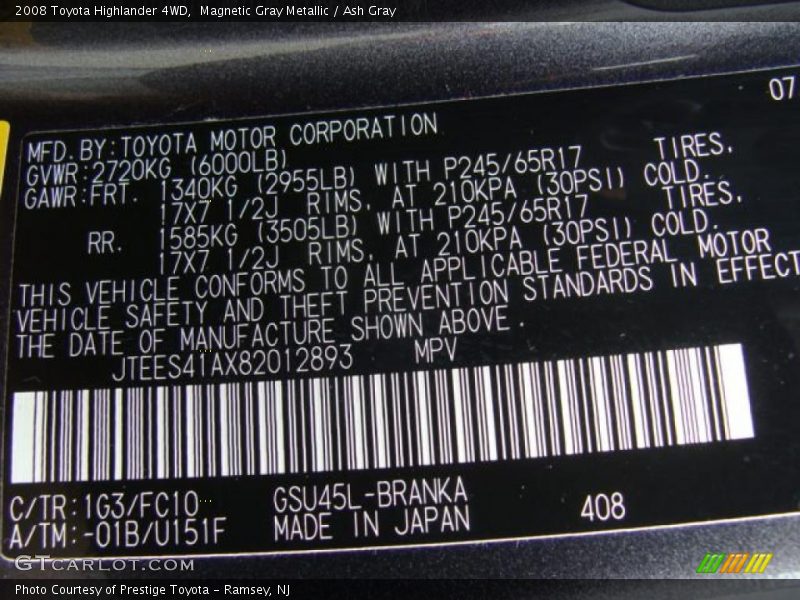 2008 Toyota Highlander 4WD,  Magnetic Gray Metallic / Ash Gray
07
MFD.BY:TOYOTA MOTOR CORPORATION
GVWR:2720KG (6000LB)
GAWR:FRT. 1340KG (2955LB) WITH P245/65R17 TIRES,
17X7 1/2J RIMS, AT 210KPA (30PSI) COLD.
RR. 1585KG (3505LB) WITH P245/65R17 TIRES,
17X7 1/2J RIMS, AT 210KPA (30PSI) COLD.
THIS VEHICLE CONFORMS TO ALL APPLICABLE FEDERAL MOTOR
VEHICLE SAFETY AND THEFT PREVENTION STANDARDS IN EFFECT
THE DATE OF MANUFACTURE SHOWN ABOVE.
JTEES41AX82012893 MPV
C/TR:1G3/FC10 GSU45L-BRANKA 408
A/TM:-01B/U151F MADE IN JAPAN
GTCARLOT.COM
Photo Courtesy of Prestige Toyota - Ramsey, NJ